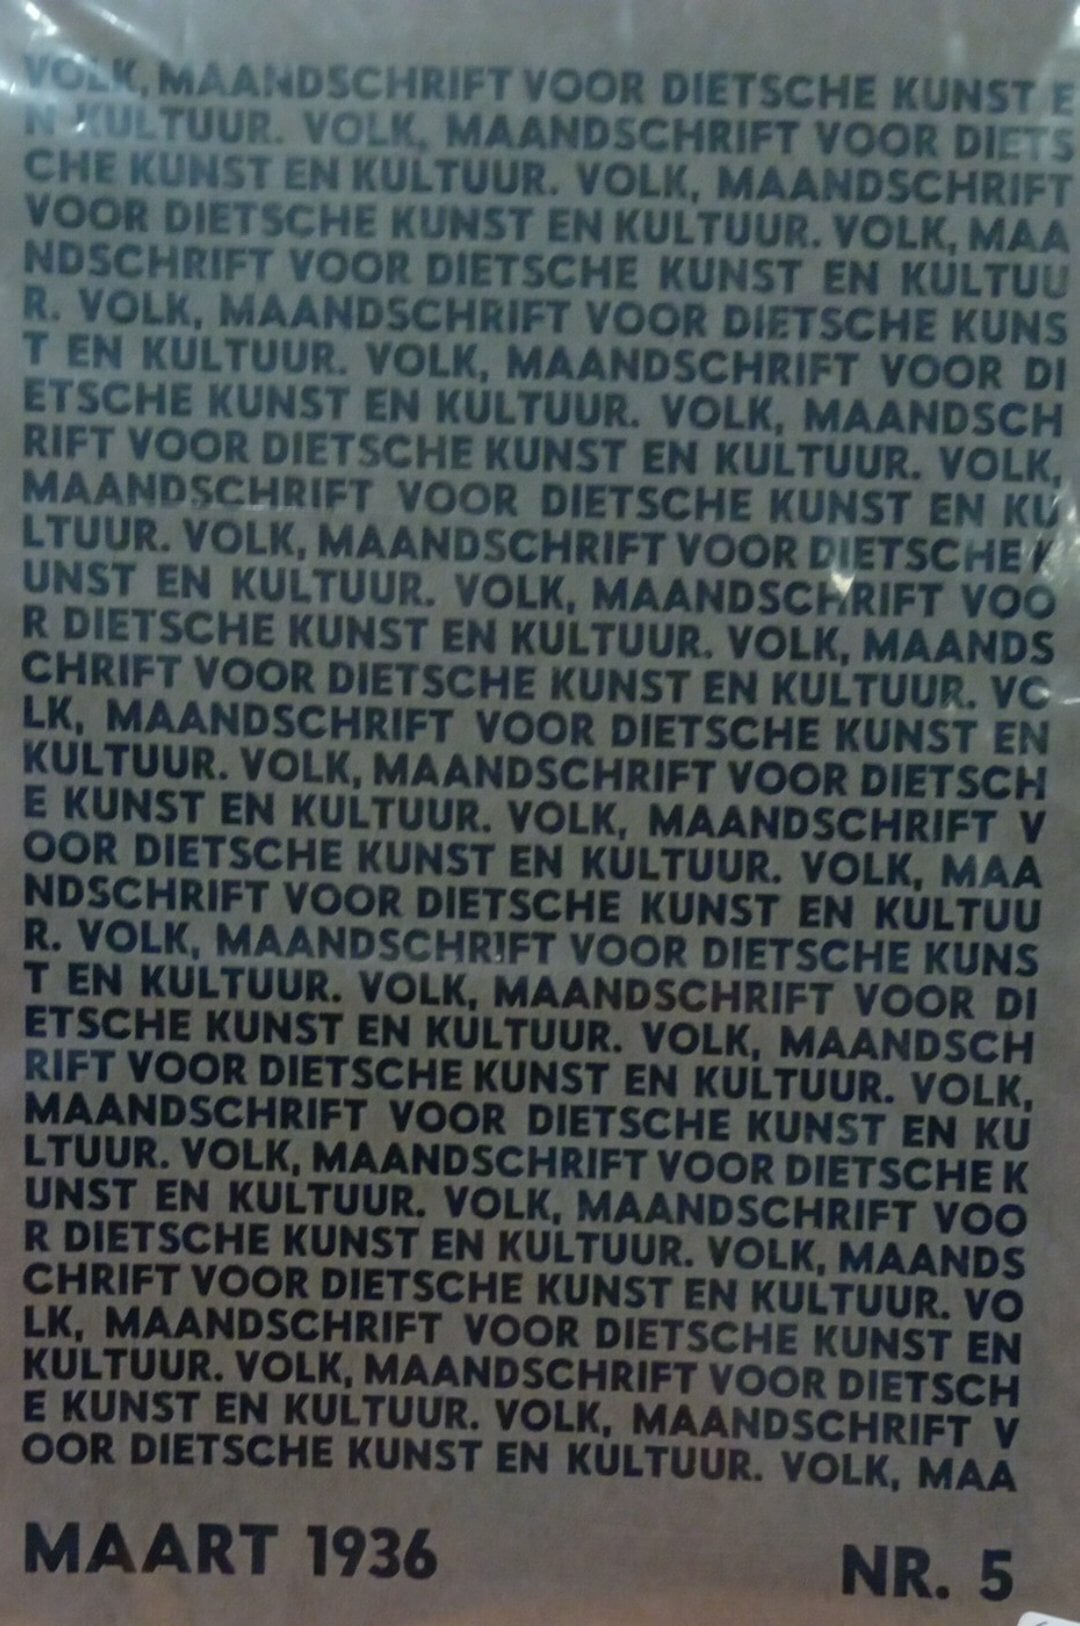 VOLK, MAANDSCHRIFT VOOR DIETSCHE KUNST E
N KULTUUR. VOLK, MAANDSCHRIFT VOOR DIETS
CHE KUNST EN KULTUUR. VOLK, MAANDSCHRIFT
VOOR DIETSCHE KUNST EN KULTUUR. VOLK, MAA
NDSCHRIFT VOOR DIETSCHE KUNST EN KULTUU
R. VOLK, MAANDSCHRIFT VOOR DIETSCHE KUNS
T EN KULTUUR. VOLK, MAANDSCHRIFT VOOR DI
ETSCHE KUNST EN KULTUUR. VOLK, MAANDSCH
RIFT VOOR DIETSCHE KUNST EN KULTUUR. VOLK,
MAANDSCHRIFT VOOR DIETSCHE KUNST EN KU
LTUUR. VOLK, MAANDSCHRIFT VOOR DIETSCHE K
UNST EN KULTUUR. VOLK, MAANDSCHRIFT VOO
R DIETSCHE KUNST EN KULTUUR. VOLK, MAANDS
CHRIFT VOOR DIETSCHE KUNST EN KULTUUR. VO
LK, MAANDSCHRIFT VOOR DIETSCHE KUNST EN
KULTUUR. VOLK, MAANDSCHRIFT VOOR DIETSCH
E KUNST EN KULTUUR. VOLK, MAANDSCHRIFT V
OOR DIETSCHE KUNST EN KULTUUR. VOLK, MAA
NDSCHRIFT VOOR DIETSCHE KUNST EN KULTUU
R. VOLK, MAANDSCHRIFT VOOR DIETSCHE KUNS
T EN KULTUUR. VOLK, MAANDSCHRIFT VOOR DI
ETSCHE KUNST EN KULTUUR. VOLK, MAANDSCH
RIFT VOOR DIETSCHE KUNST EN KULTUUR. VOLK,
MAANDSCHRIFT VOOR DIETSCHE KUNST EN KU
LTUUR. VOLK, MAANDSCHRIFT VOOR DIETSCHE K
UNST EN KULTUUR. VOLK, MAANDSCHRIFT VOO
R DIETSCHE KUNST EN KULTUUR. VOLK, MAANDS
CHRIFT VOOR DIETSCHE KUNST EN KULTUUR. VO
LK, MAANDSCHRIFT VOOR DIETSCHE KUNST EN
KULTUUR. VOLK, MAANDSCHRIFT VOOR DIETSCH
E KUNST EN KULTUUR. VOLK, MAANDSCHRIFT V
OOR DIETSCHE KUNST EN KULTUUR. VOLK, MAA
MAART 1936 NR. 5